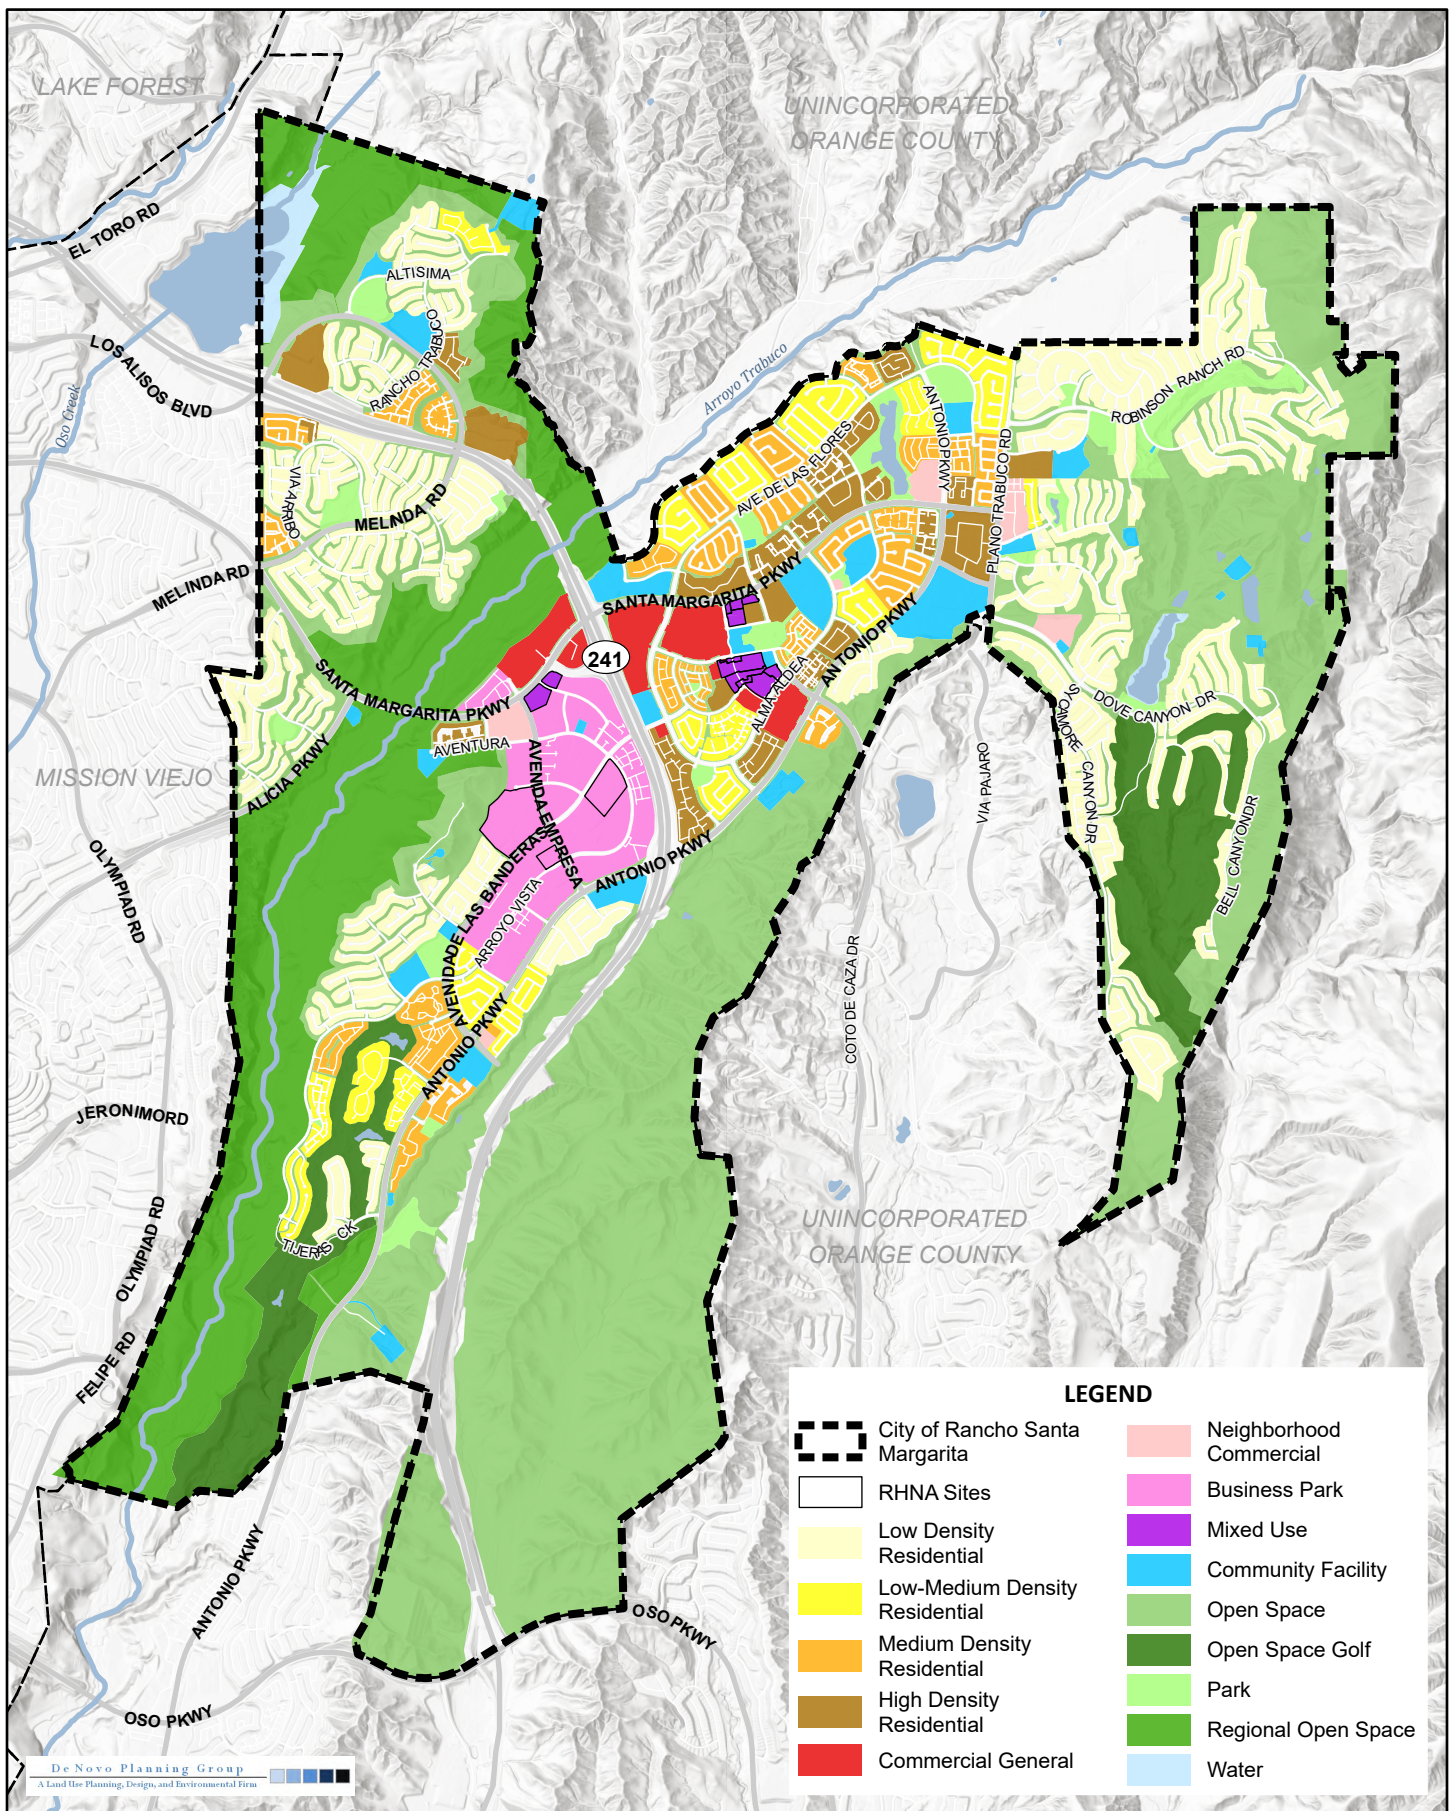 LAKE FOREST
UNINCORPORATED
ORANGE COUNTY
EL TORO RD
ALTISIMA
RANCHO TRABUCO
LOS ALISOS BLVD
Oso Creek
Arroyo Trabuco
ROBINSON RANCH RD
ANTONIO PKWY
AVE DE LAS FLORES
PLANO TRABUCO RD
VIA ARRIBO
MELINDA RD
MELINDA RD
SANTA MARGARITA PKWY
ANTONIO PKWY
241
SANTA MARGARITA PKWY
ALMA ALDEA
DOVE CANYON DR
SYCAMORE CANYON DR
AVENTURA
AVENIDA EMPRESA
VIA PAJARO
MISSION VIEJO
ALICIA PKWY
BELL CANYON DR
ANTONIO PKWY
OLYMPIAD RD
AVENIDA DE LAS BANDERAS
ARROYO VISTA
COTO DE CAZA DR
ANTONIO PKWY
JERONIMO RD
UNINCORPORATED
ORANGE COUNTY
TIJERAS CK
OLYMPIAD RD
FELIPE RD
ANTONIO PKWY
OSO PKWY
OSO PKWY
LEGEND
City of Rancho Santa
Margarita
RHNA Sites
Low Density
Residential
Low-Medium Density
Residential
Medium Density
Residential
High Density
Residential
Commercial General
Neighborhood
Commercial
Business Park
Mixed Use
Community Facility
Open Space
Open Space Golf
Park
Regional Open Space
Water
De Novo Planning Group
A Land Use Planning, Design, and Environmental Firm